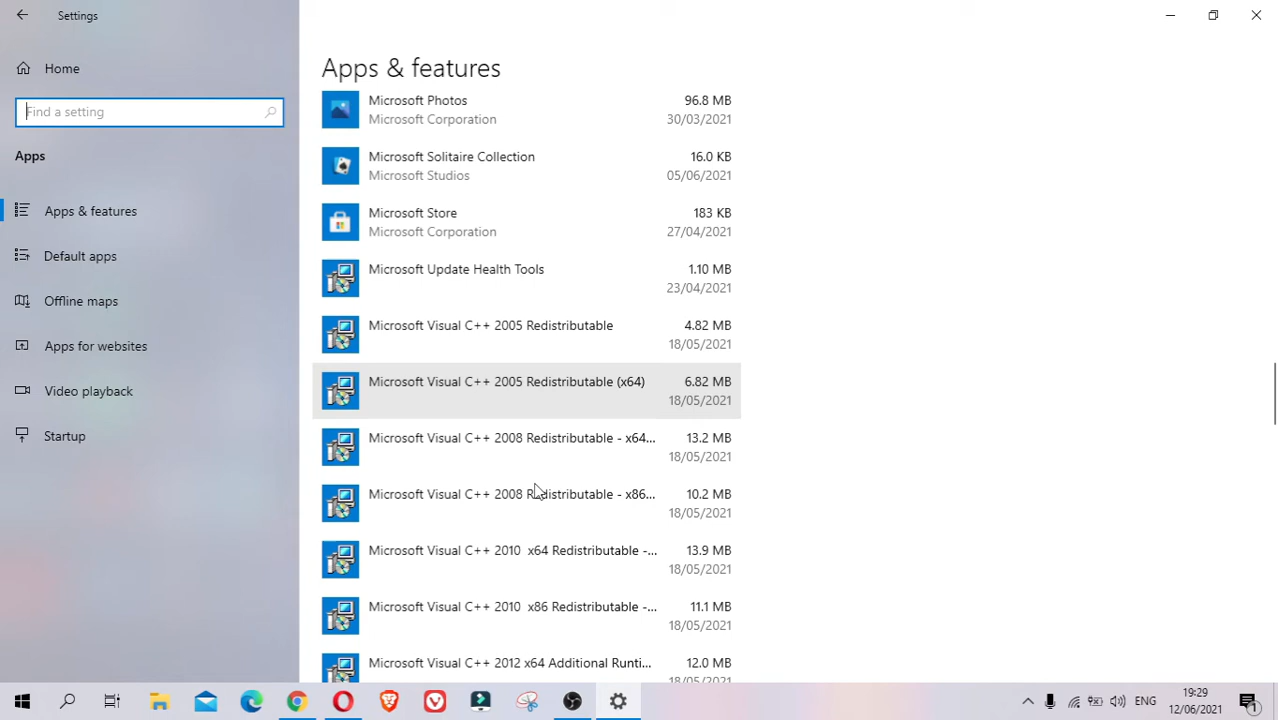 Settings
Home
Find a setting
Apps
Apps & features
Default apps
Offline maps
Apps for websites
Video playback
Startup
Apps & features
Microsoft Photos 96.8 MB
Microsoft Corporation 30/03/2021
Microsoft Solitaire Collection 16.0 KB
Microsoft Studios 05/06/2021
Microsoft Store 183 KB
Microsoft Corporation 27/04/2021
Microsoft Update Health Tools 1.10 MB
23/04/2021
Microsoft Visual C++ 2005 Redistributable 4.82 MB
18/05/2021
Microsoft Visual C++ 2005 Redistributable (x64) 6.82 MB
18/05/2021
Microsoft Visual C++ 2008 Redistributable - x64... 13.2 MB
18/05/2021
Microsoft Visual C++ 2008 Redistributable - x86... 10.2 MB
18/05/2021
Microsoft Visual C++ 2010 x64 Redistributable -... 13.9 MB
18/05/2021
Microsoft Visual C++ 2010 x86 Redistributable -... 11.1 MB
18/05/2021
Microsoft Visual C++ 2012 x64 Additional Runti... 12.0 MB
18/05/2021
ENG
19:29
12/06/2021
1